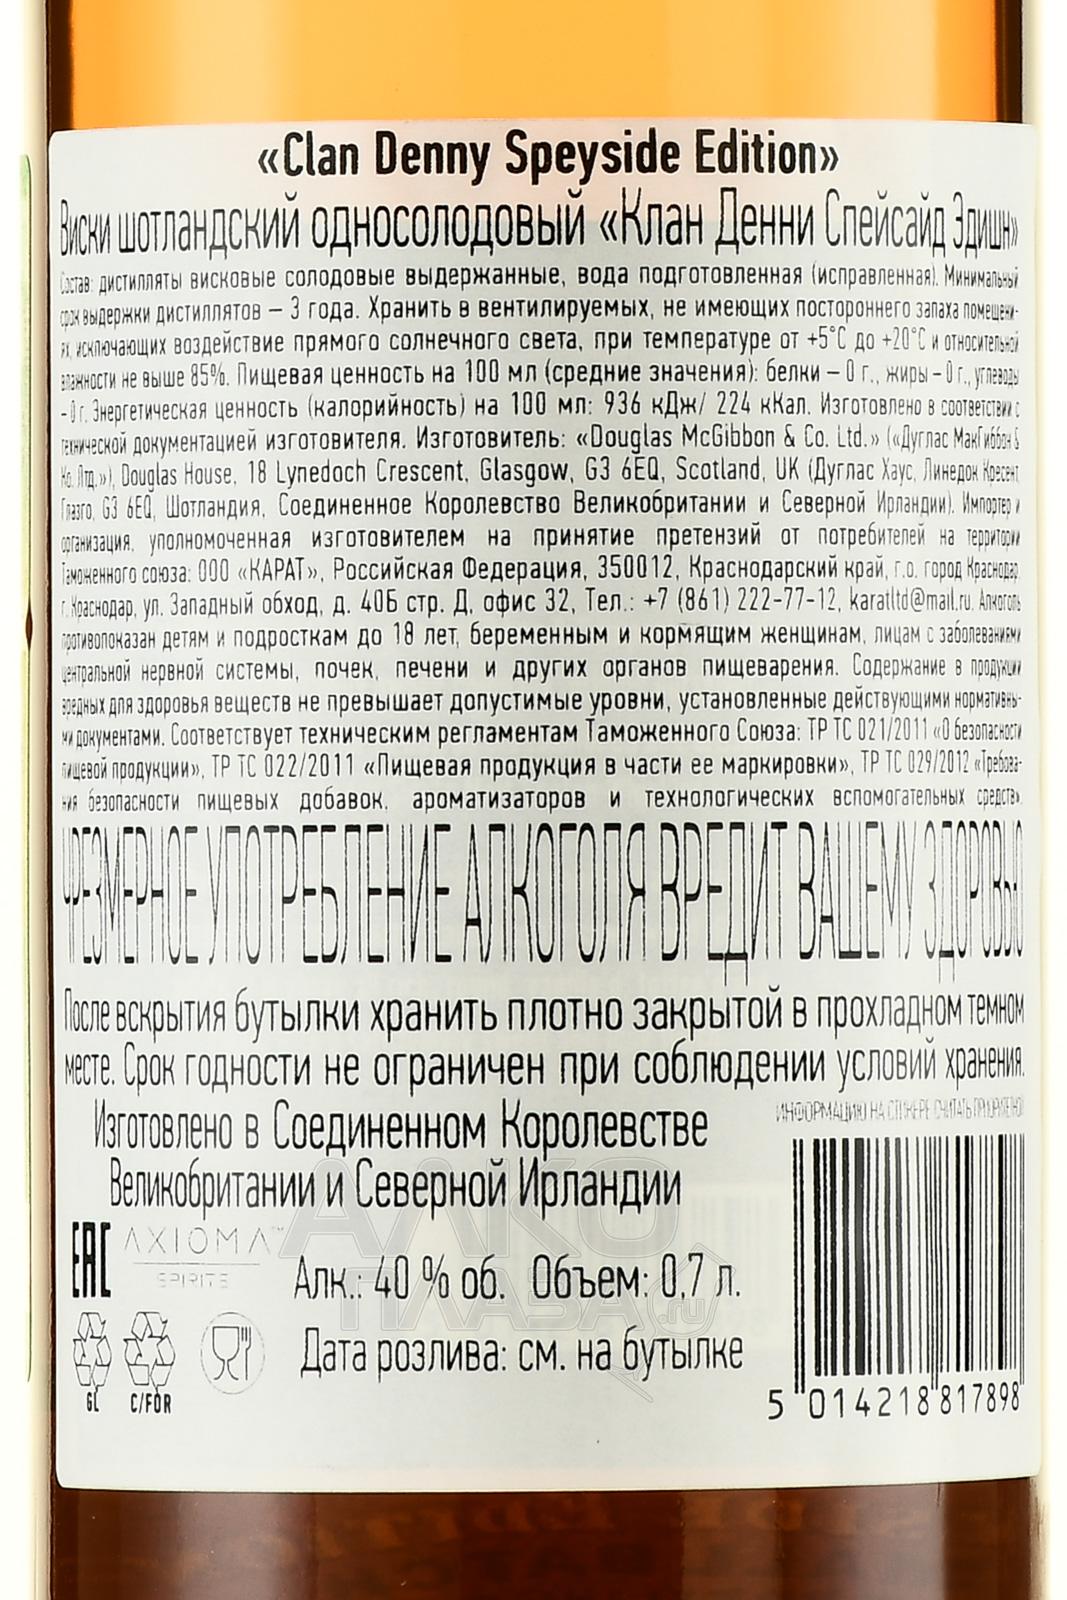 «Clan Denny Speyside Edition»
Виски шотландский односолодовый «Клан Денни Спейсайд Эдишн»
Состав: дистилляты висковые солодовые выдержанные, вода подготовленная (исправленная). Минимальный
срок выдержки дистиллятов – 3 года. Хранить в вентилируемых, не имеющих постороннего запаха помещени-
ях, исключающих воздействие прямого солнечного света, при температуре от +5°C до +20°C и относительной
влажности не выше 85%. Пищевая ценность на 100 мл (средние значения): белки – 0 г., жиры – 0 г., углеводы
- 0 г. Энергетическая ценность (калорийность) на 100 мл: 936 кДж/ 224 кКал. Изготовлено в соответствии с
технической документацией изготовителя. Изготовитель: «Douglas McGibbon & Co. Ltd.» («Дуглас МакГиббон &
Ко. Лтд.»), Douglas House, 18 Lynedoch Crescent, Glasgow, G3 6EQ, Scotland, UK (Дуглас Хаус, Линедок Кресент,
Глазго, G3 6EQ, Шотландия, Соединенное Королевство Великобритании и Северной Ирландии). Импортер и
организация, уполномоченная изготовителем на принятие претензий от потребителей на территории
Таможенного союза: ООО «КАРАТ», Российская Федерация, 350012, Краснодарский край, г.о. город Краснодар,
г. Краснодар, ул. Западный обход, д. 40Б стр. Д, офис 32, Тел.: +7 (861) 222-77-12, karatltd@mail.ru. Алкоголь
противопоказан детям и подросткам до 18 лет, беременным и кормящим женщинам, лицам с заболеваниями
центральной нервной системы, почек, печени и других органов пищеварения. Содержание в продукции
вредных для здоровья веществ не превышает допустимые уровни, установленные действующими нормативны-
ми документами. Соответствует техническим регламентам Таможенного Союза: ТР ТС 021/2011 «О безопасности
пищевой продукции», ТР ТС 022/2011 «Пищевая продукция в части ее маркировки», ТР ТС 029/2012 «Требова-
ния безопасности пищевых добавок, ароматизаторов и технологических вспомогательных средств».
ЧРЕЗМЕРНОЕ УПОТРЕБЛЕНИЕ АЛКОГОЛЯ ВРЕДИТ ВАШЕМУ ЗДОРОВЬЮ
После вскрытия бутылки хранить плотно закрытой в прохладном темном
месте. Срок годности не ограничен при соблюдении условий хранения.
ИНФОРМАЦИЮ НА СТИКЕРЕ СЧИТАТЬ ПРИОРИТЕТНОЙ
Изготовлено в Соединенном Королевстве
Великобритании и Северной Ирландии
EAC AXIOMA™
SPIRITS
Алк.: 40 % об. Объем: 0,7 л.
Дата розлива: см. на бутылке
GL C/FOR
5 014218 817898
АЛКО
ПЛАЗА.ru